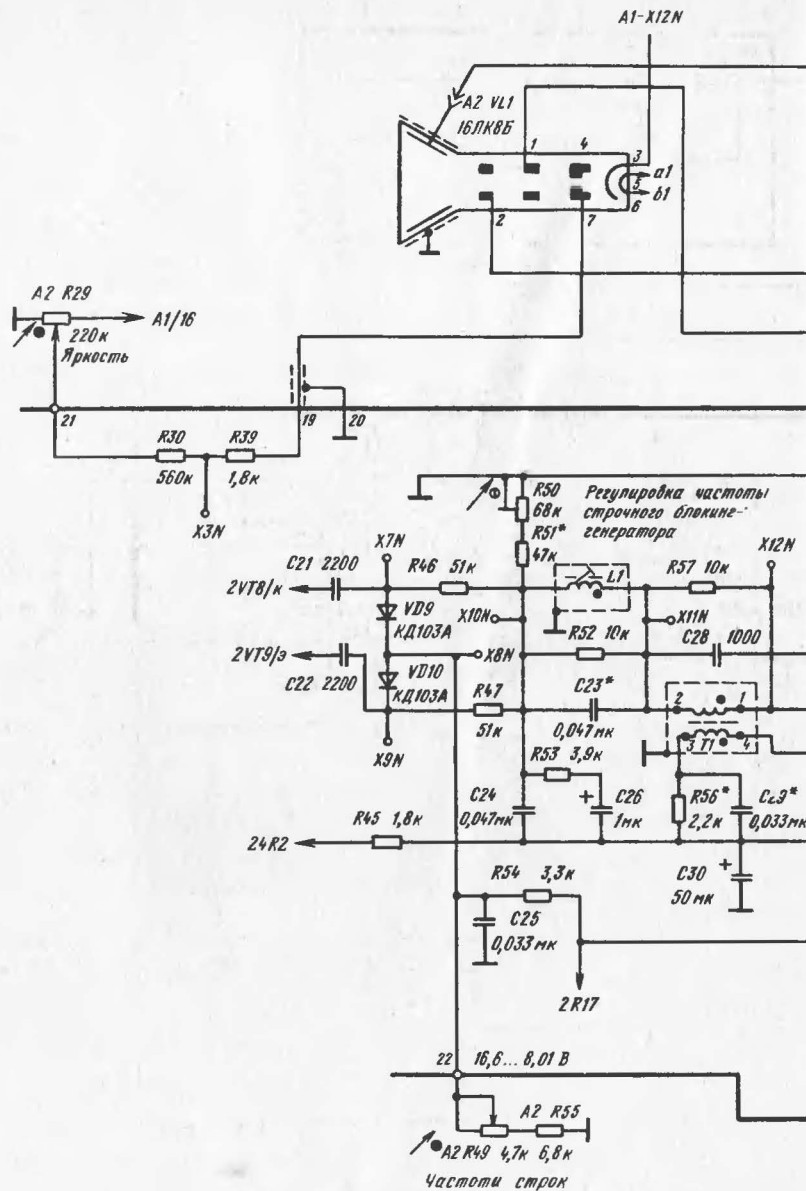 A1-X12N
A2 VL1
16ЛК8Б
1
4
3
a1
5
b1
6
2
7
A2 R29
A1/16
220к
Яркость
21
19
20
R30
R39
560к
1,8к
X3N
R50
68к
Регулировка частоты
строчного блокинг-
генератора
R51*
47к
X7N
X12N
C21 2200
R46
51к
L1
R57 10к
2VT8/к
VD9
КД103А
X10N
X11N
R52 10к
C28
1000
2VT9/э
X8N
C22 2200
VD10
КД103А
R47
C23*
2
1
51к
0,047мк
3
T1
4
X9N
R53
3,9к
C24
C26
R56*
C29*
0,047мк
1мк
2,2к
0,033мк
R45
1,8к
24R2
R54
3,3к
C30
50мк
C25
0,033мк
2R17
22
16,6... 8,01 В
A2 R55
A2 R49
4,7к
6,8к
Частоти строк